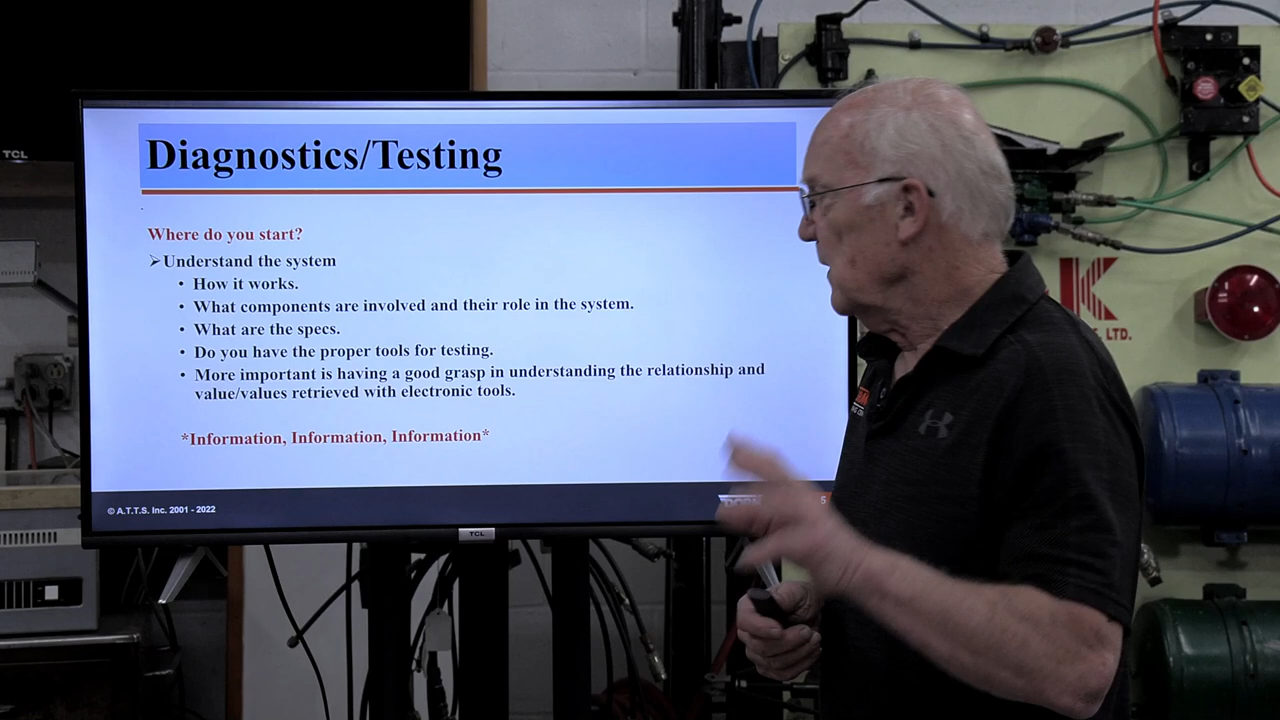 TCL
Diagnostics/Testing
Where do you start?
➢Understand the system
• How it works.
• What components are involved and their role in the system.
• What are the specs.
• Do you have the proper tools for testing.
• More important is having a good grasp in understanding the relationship and
value/values retrieved with electronic tools.
*Information, Information, Information*
© A.T.T.S. Inc. 2001 - 2022
5
TCL
K
LTD.